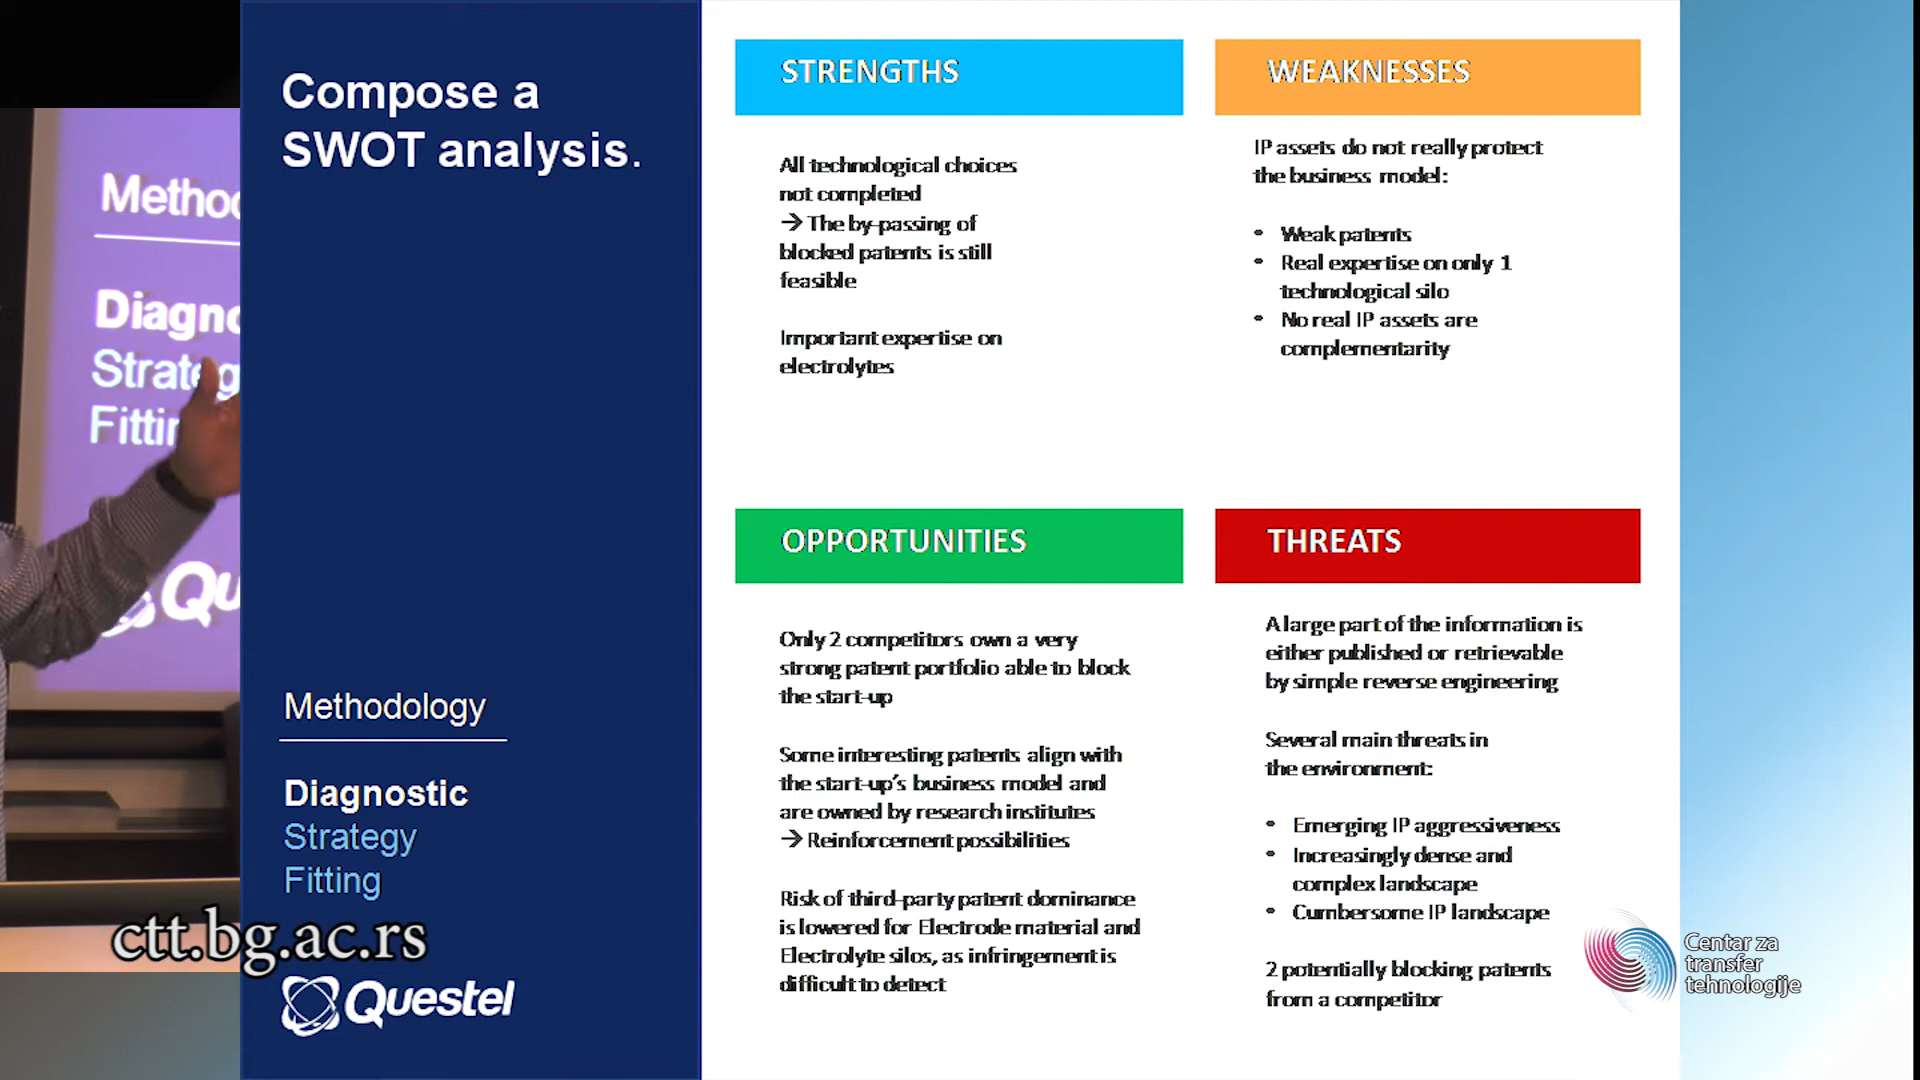 Compose a
SWOT analysis.
Methodology
Diagnostic
Strategy
Fitting
Questel
STRENGTHS
All technological choices
not completed
→ The by-passing of
blocked patents is still
feasible
Important expertise on
electrolytes
WEAKNESSES
IP assets do not really protect
the business model:
• Weak patents
• Real expertise on only 1
technological silo
• No real IP assets are
complementarity
OPPORTUNITIES
Only 2 competitors own a very
strong patent portfolio able to block
the start-up
Some interesting patents align with
the start-up's business model and
are owned by research institutes
→ Reinforcement possibilities
Risk of third-party patent dominance
is lowered for Electrode material and
Electrolyte silos, as infringement is
difficult to detect
THREATS
A large part of the information is
either published or retrievable
by simple reverse engineering
Several main threats in
the environment:
• Emerging IP aggressiveness
• Increasingly dense and
complex landscape
• Cumbersome IP landscape
2 potentially blocking patents
from a competitor
ctt.bg.ac.rs
Centar za
transfer
tehnologije